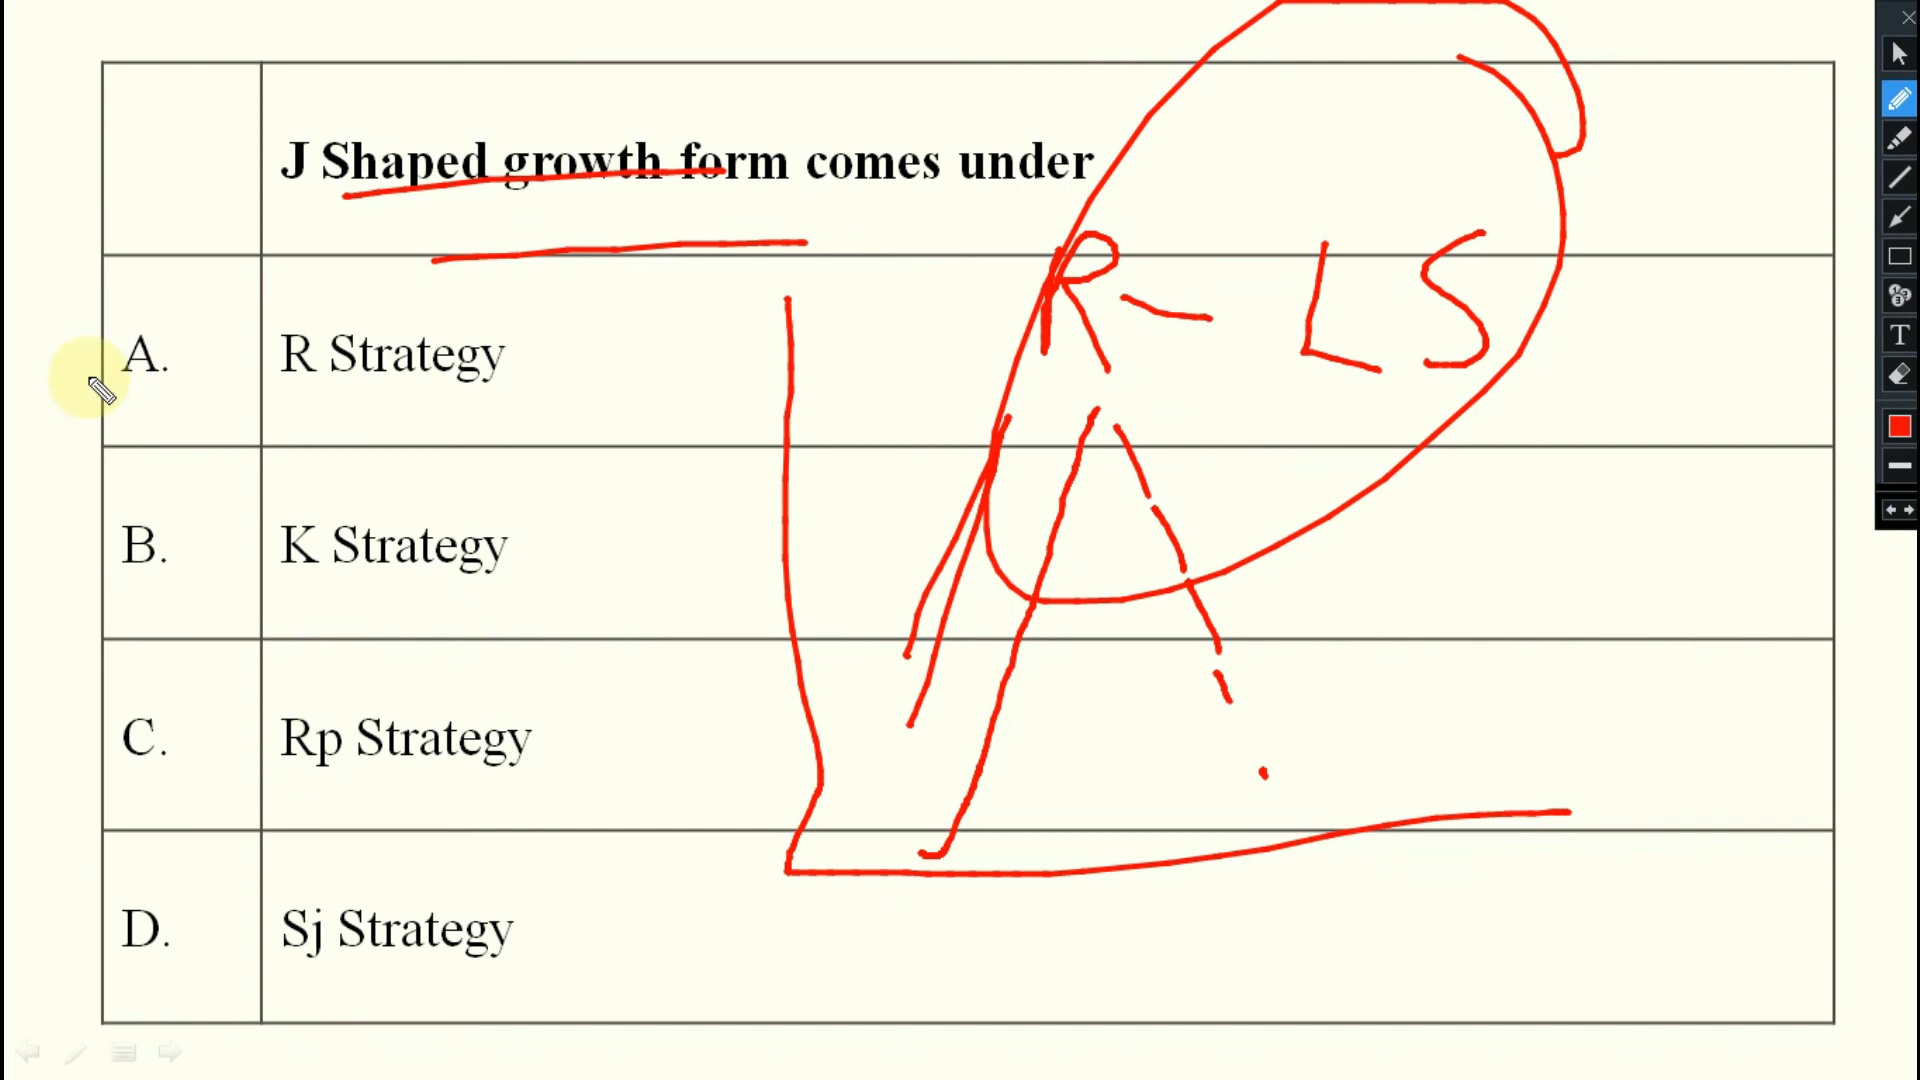 J Shaped growth form comes under
R - LS
A. R Strategy
B. K Strategy
C. Rp Strategy
D. Sj Strategy
T